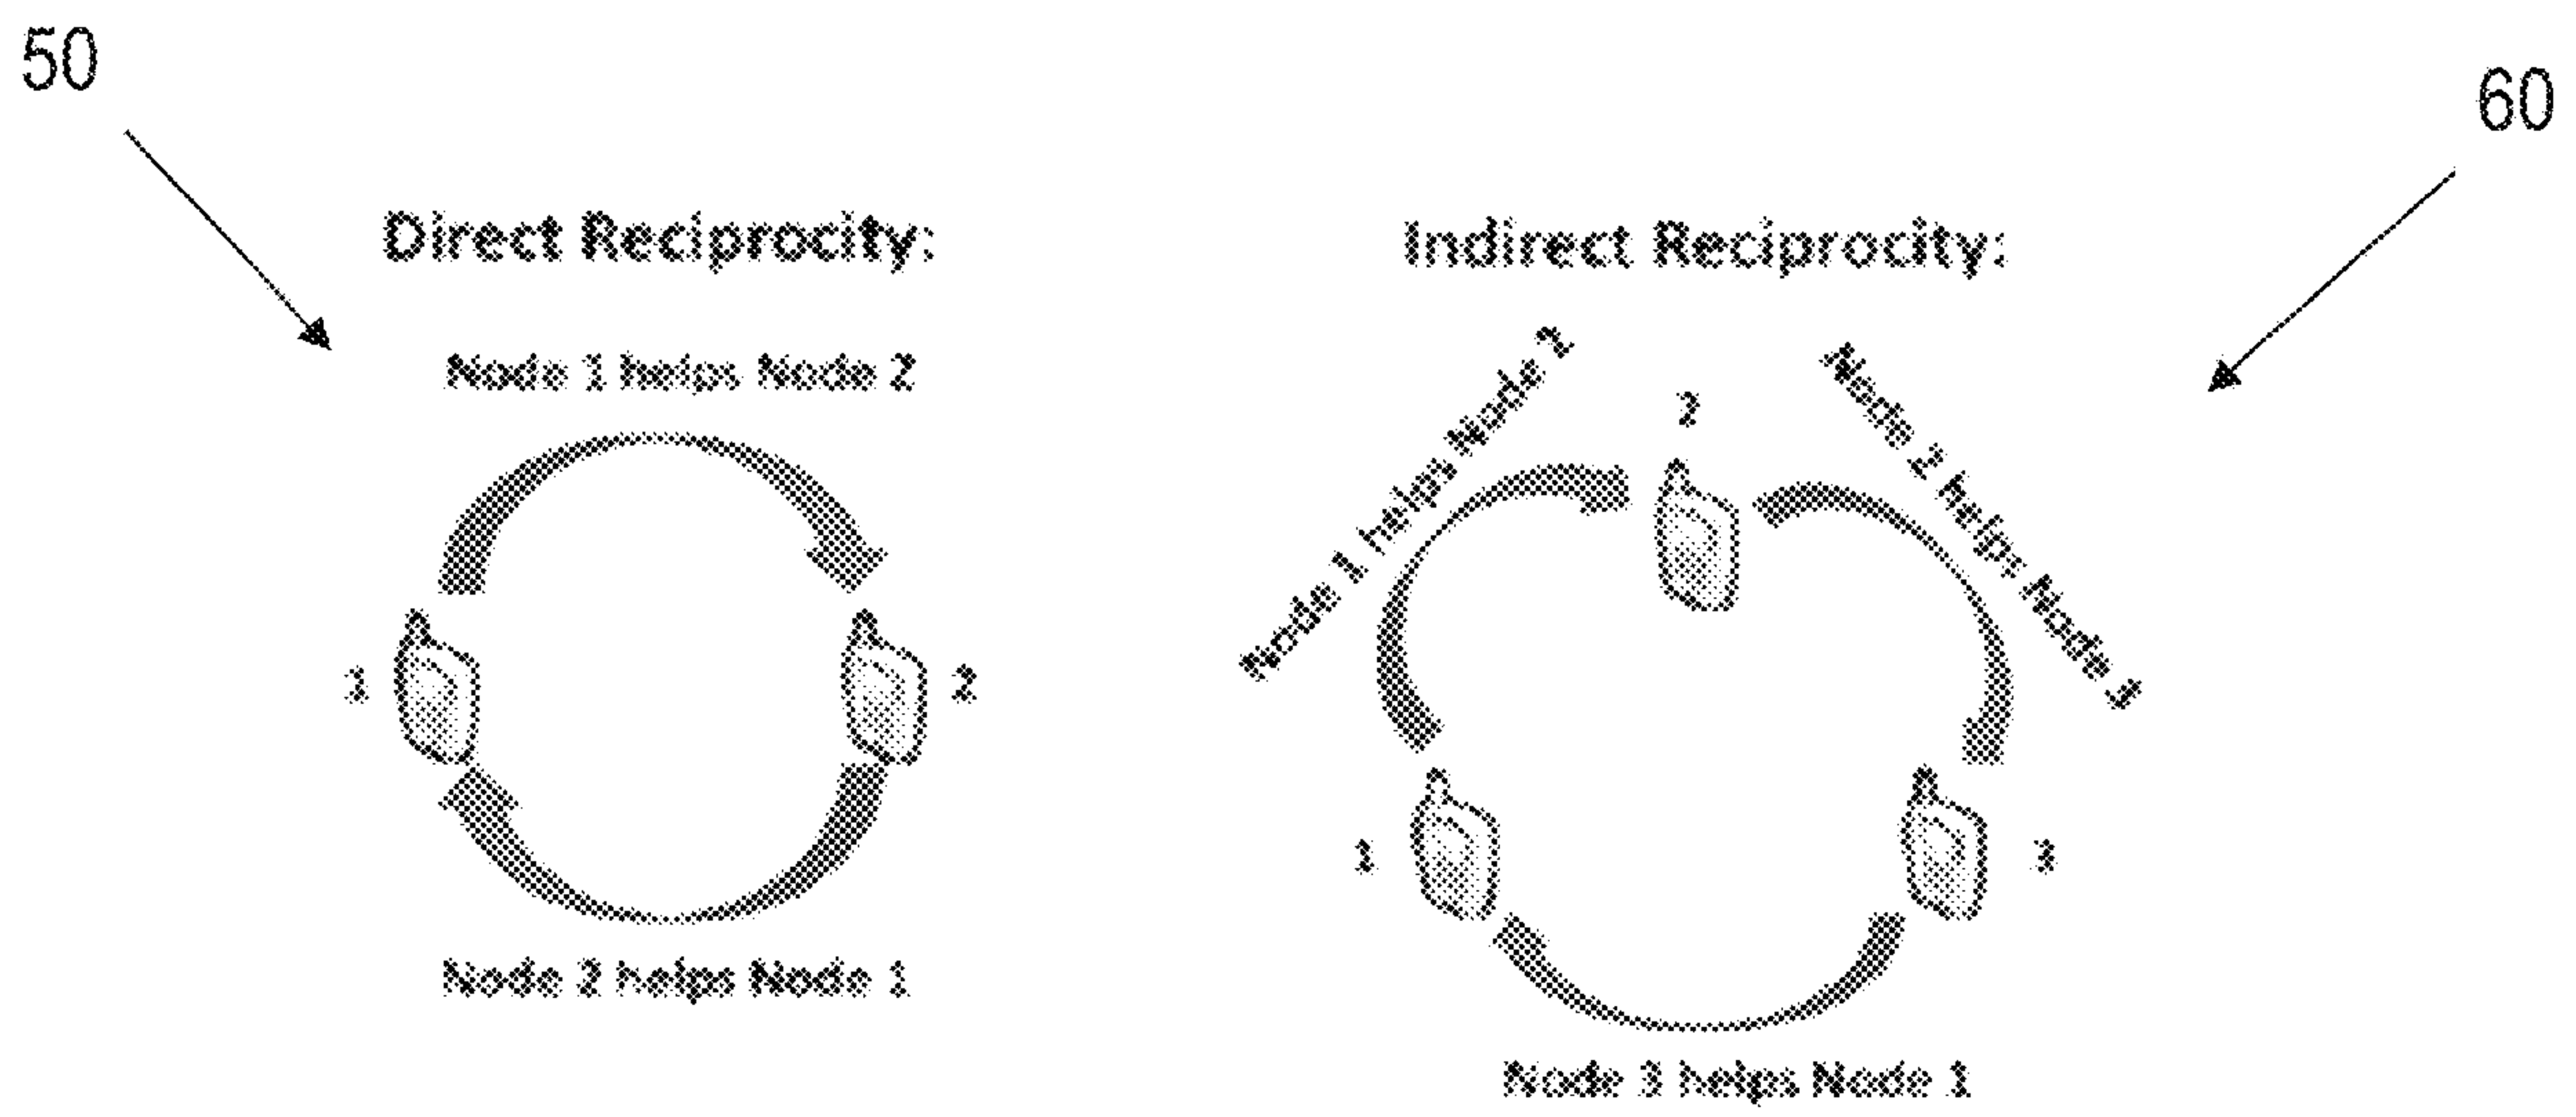 50
60
Direct Reciprocity:
Node 1 helps Node 2
1
2
Node 2 helps Node 1
Indirect Reciprocity:
Node 1 helps Node 2
Node 2 helps Node 3
2
1
3
Node 3 helps Node 1